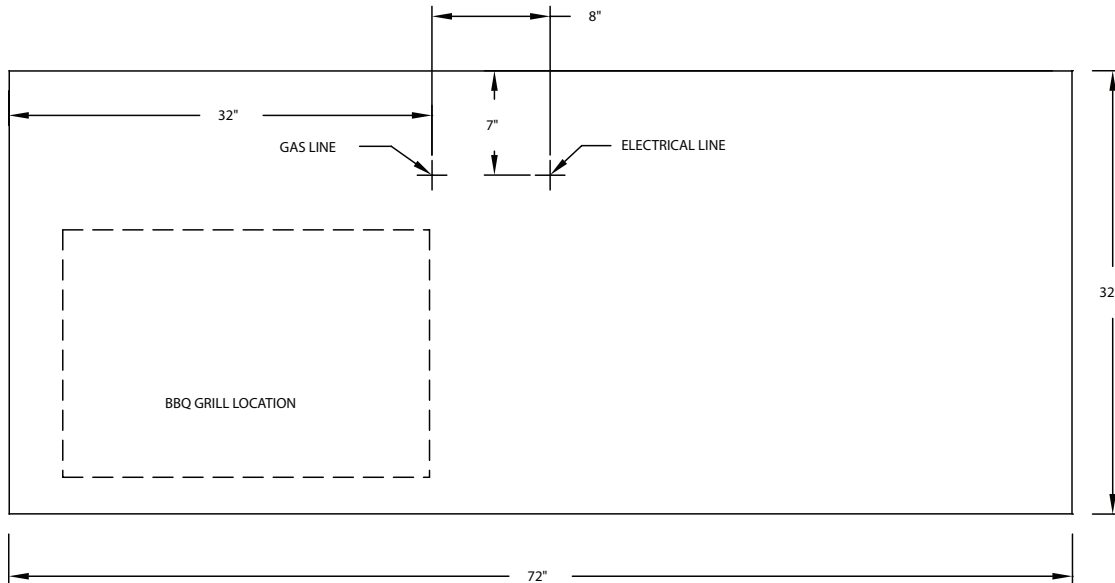 8"
32"
7"
GAS LINE
ELECTRICAL LINE
32
BBQ GRILL LOCATION
72"